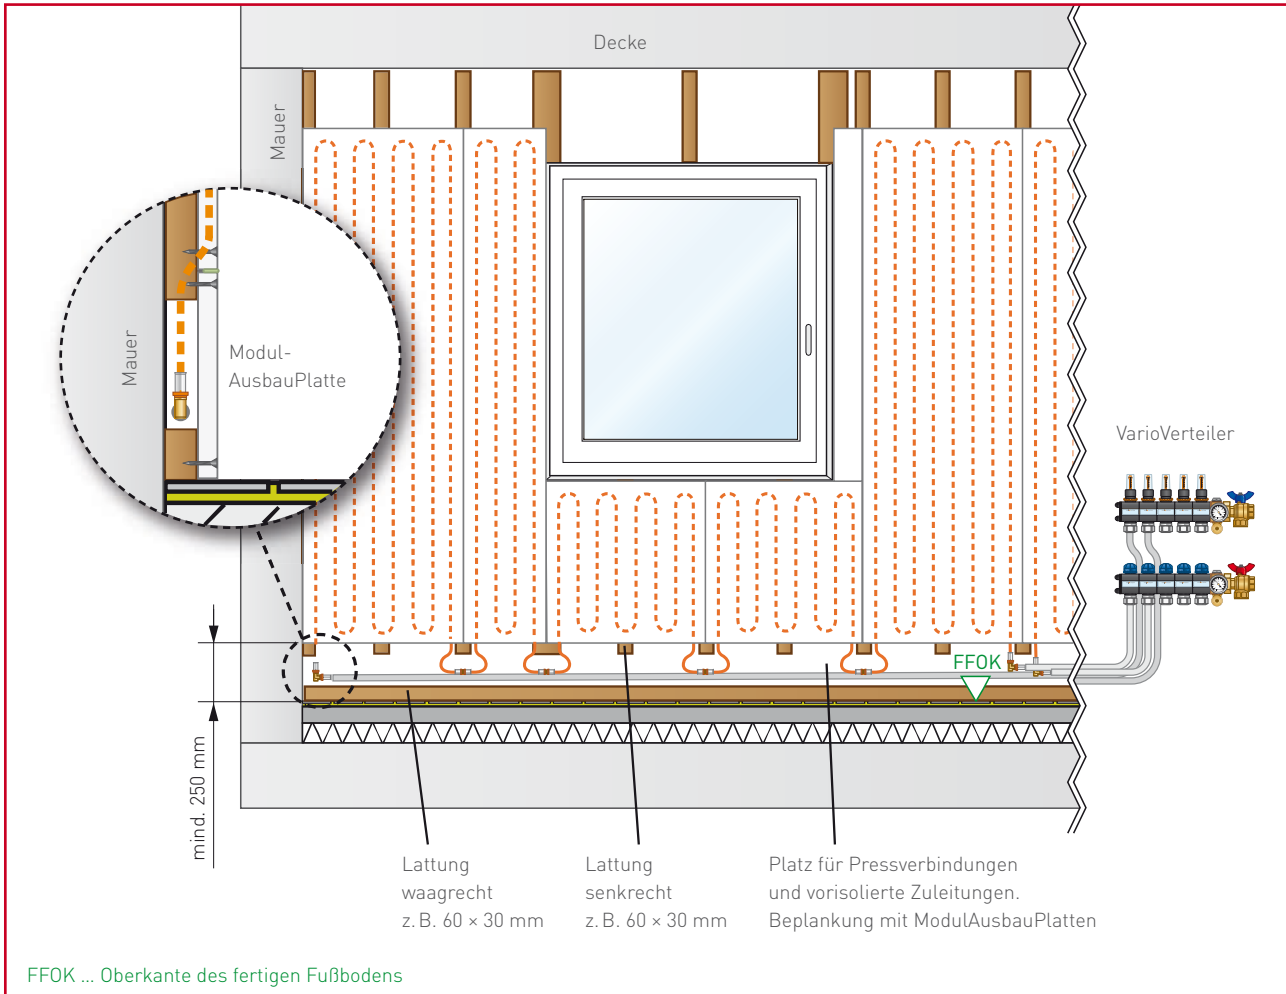 Decke
Mauer
Mauer
Modul-
AusbauPlatte
VarioVerteiler
FFOK
mind. 250 mm
Lattung
waagrecht
z. B. 60 × 30 mm
Lattung
senkrecht
z. B. 60 × 30 mm
Platz für Pressverbindungen
und vorisolierte Zuleitungen.
Beplankung mit ModulAusbauPlatten
FFOK ... Oberkante des fertigen Fußbodens